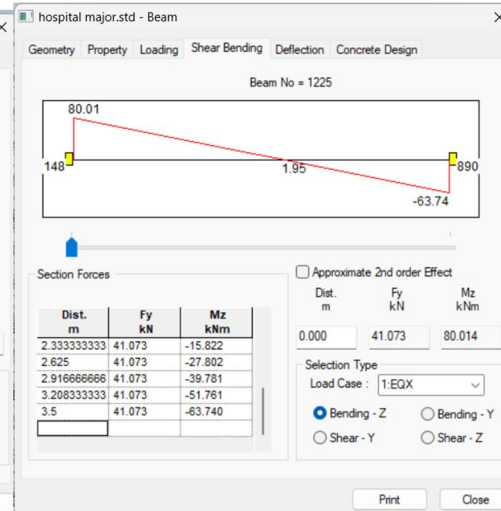 hospital major.std - Beam
Geometry Property Loading Shear Bending Deflection Concrete Design
Beam No = 1225
80.01
148 1.95 890
-63.74
Section Forces
Dist. m Fy kN Mz kNm
2.333333333 41.073 -15.822
2.625 41.073 -27.802
2.916666666 41.073 -39.781
3.208333333 41.073 -51.761
3.5 41.073 -63.740
Approximate 2nd order Effect
Dist. m Fy kN Mz kNm
0.000 41.073 80.014
Selection Type
Load Case : 1:EQX
Bending - Z Bending - Y
Shear - Y Shear - Z
Print Close